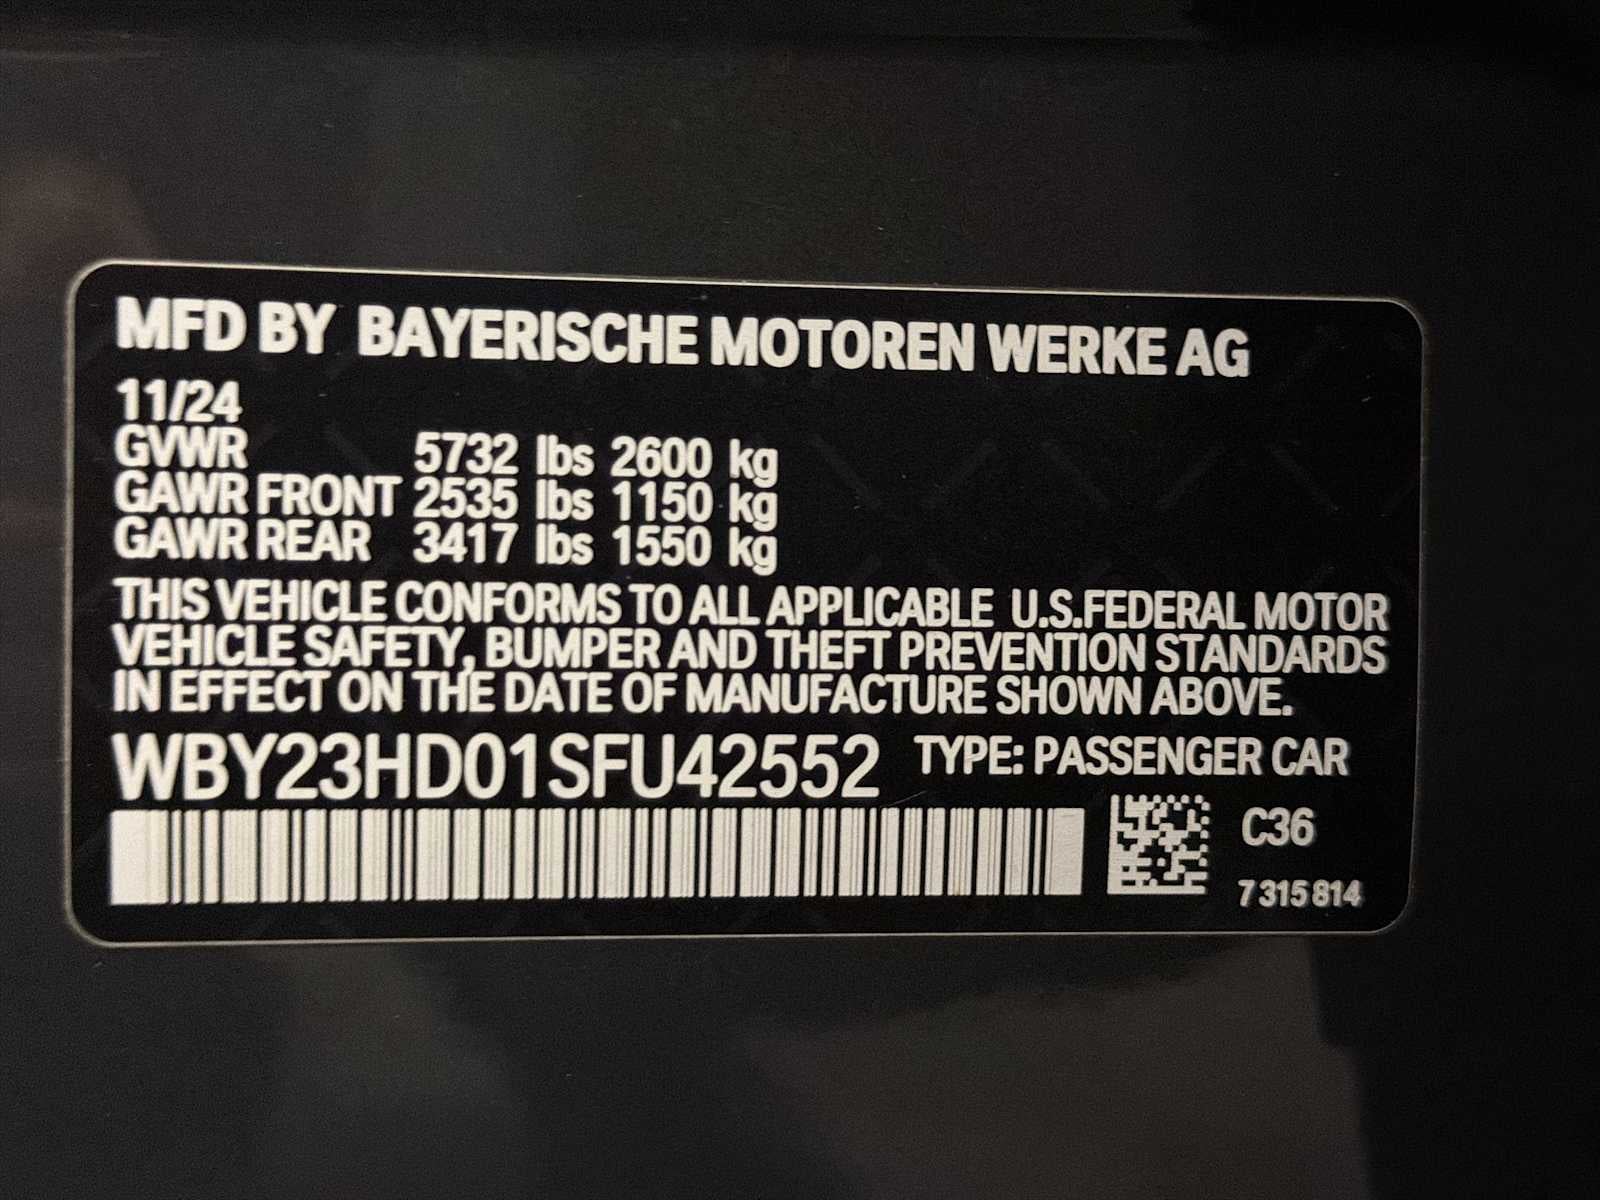 MFD BY BAYERISCHE MOTOREN WERKE AG
11/24
GVWR 5732 lbs 2600 kg
GAWR FRONT 2535 lbs 1150 kg
GAWR REAR 3417 lbs 1550 kg
THIS VEHICLE CONFORMS TO ALL APPLICABLE U.S.FEDERAL MOTOR
VEHICLE SAFETY, BUMPER AND THEFT PREVENTION STANDARDS
IN EFFECT ON THE DATE OF MANUFACTURE SHOWN ABOVE.
WBY23HD01SFU42552 TYPE: PASSENGER CAR
C36
7 315 814